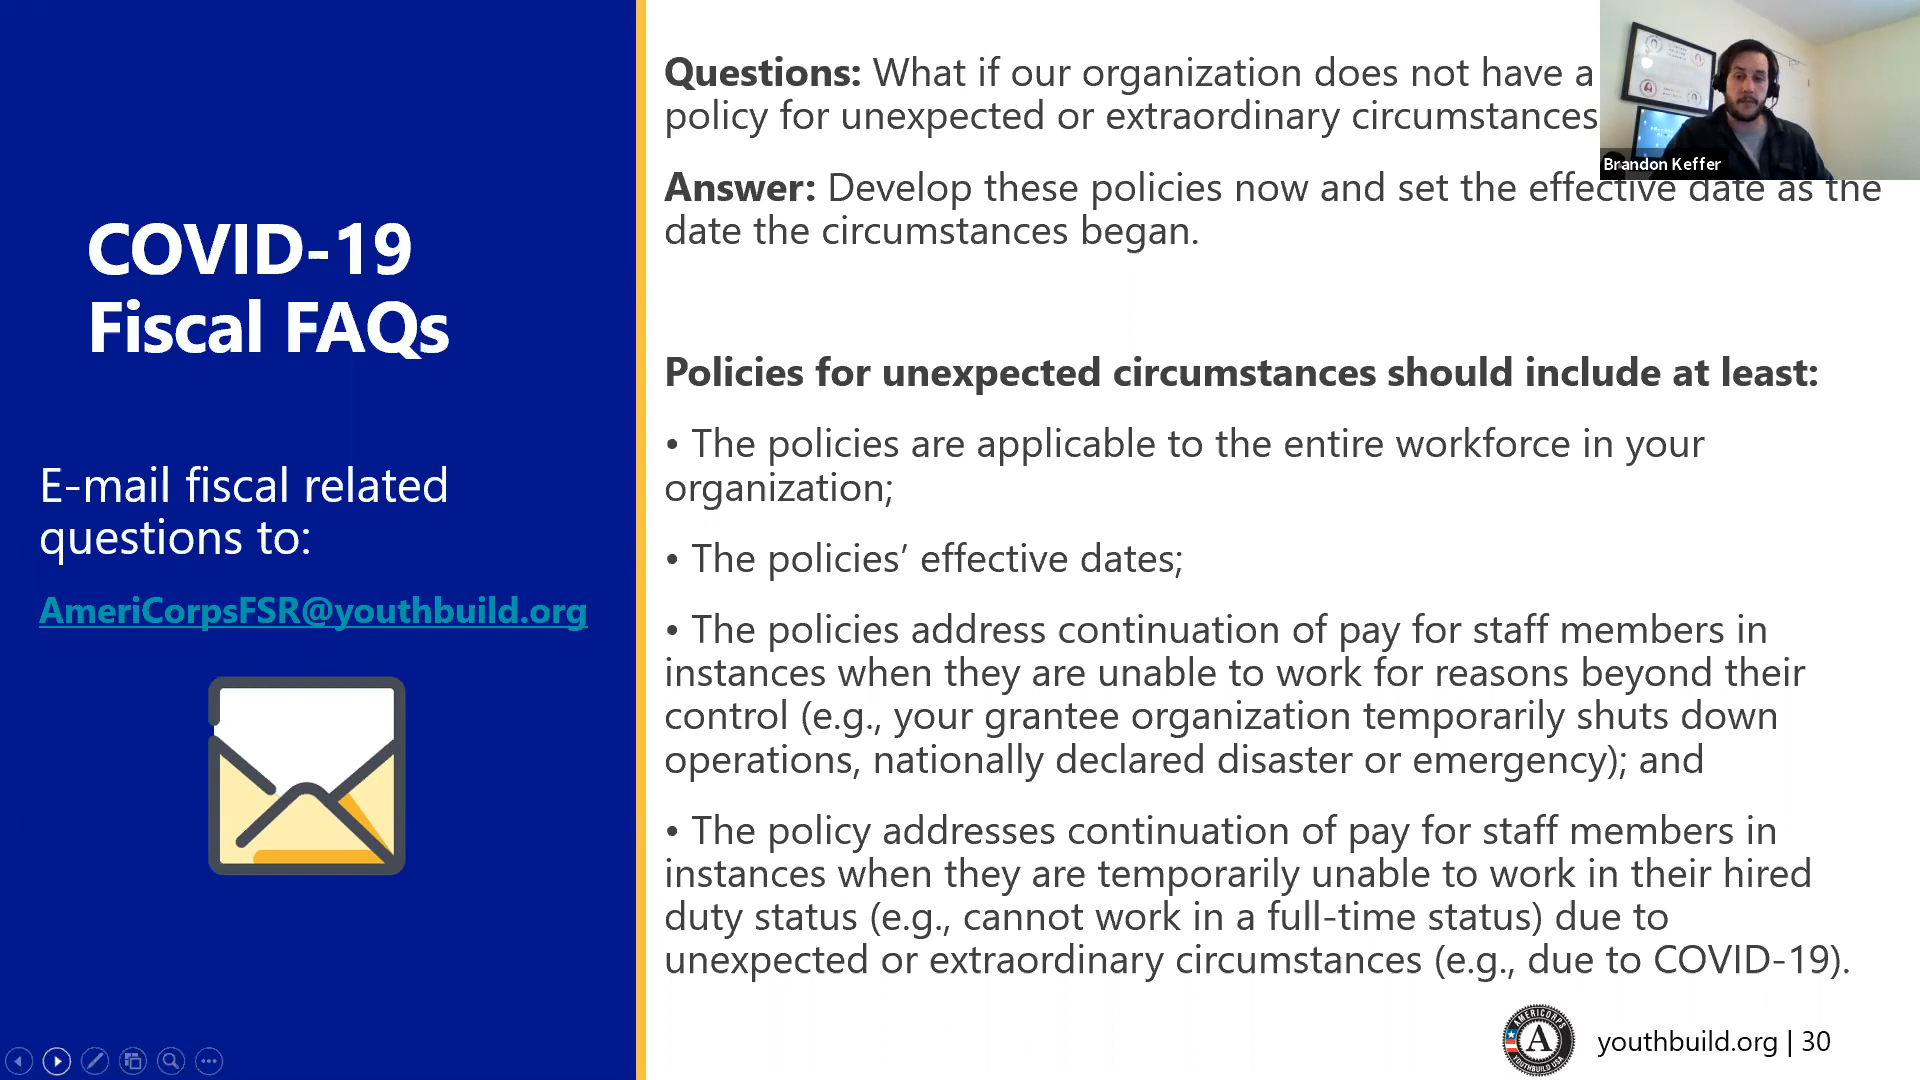 COVID-19
Fiscal FAQs
E-mail fiscal related
questions to:
AmeriCorpsFSR@youthbuild.org
Questions: What if our organization does not have a
policy for unexpected or extraordinary circumstances
Answer: Develop these policies now and set the effective date as the
date the circumstances began.
Policies for unexpected circumstances should include at least:
• The policies are applicable to the entire workforce in your
organization;
• The policies’ effective dates;
• The policies address continuation of pay for staff members in
instances when they are unable to work for reasons beyond their
control (e.g., your grantee organization temporarily shuts down
operations, nationally declared disaster or emergency); and
• The policy addresses continuation of pay for staff members in
instances when they are temporarily unable to work in their hired
duty status (e.g., cannot work in a full-time status) due to
unexpected or extraordinary circumstances (e.g., due to COVID-19).
Brandon Keffer
AMERICORPS
A
YOUTHBUILD USA
youthbuild.org | 30